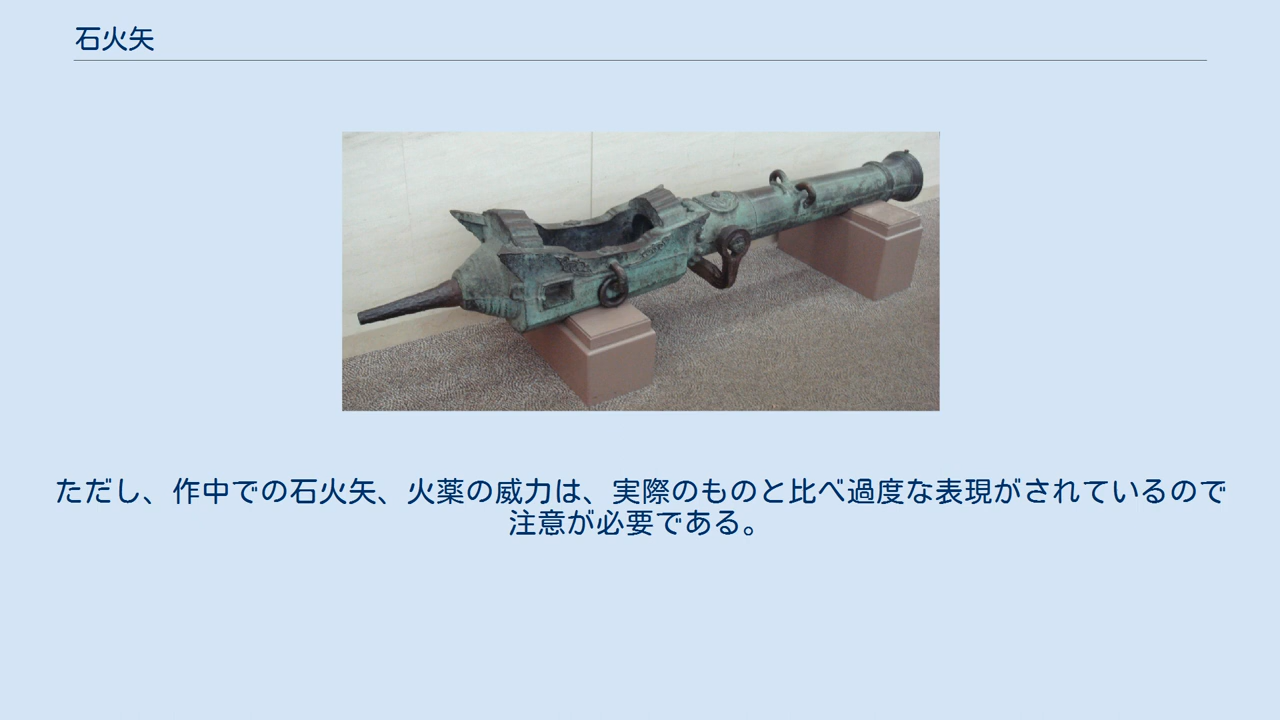 石火矢
ただし、作中での石火矢、火薬の威力は、実際のものと比べ過度な表現がされているので
注意が必要である。